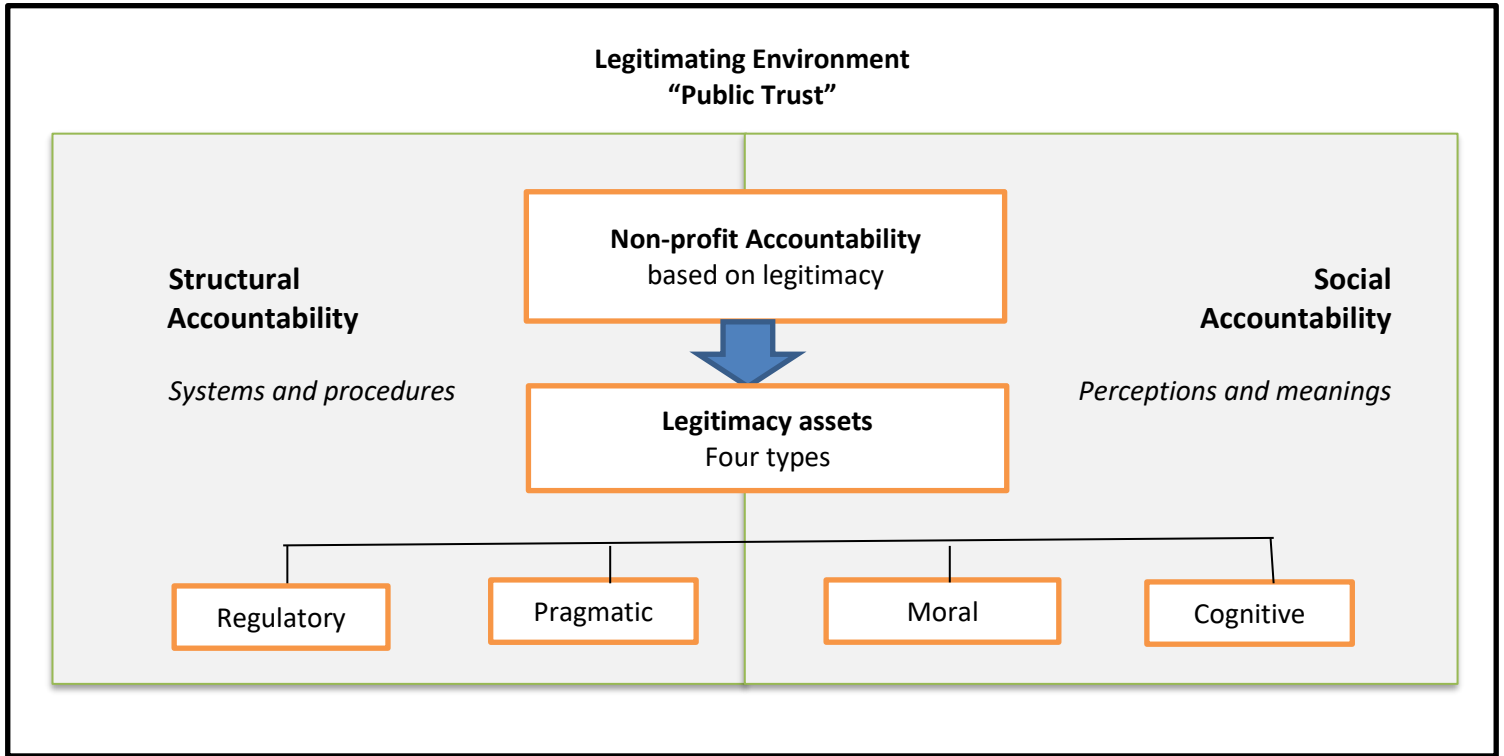 Legitimating Environment
“Public Trust”
Non-profit Accountability
based on legitimacy
Structural
Accountability
Systems and procedures
Social
Accountability
Perceptions and meanings
Legitimacy assets
Four types
Regulatory
Pragmatic
Moral
Cognitive